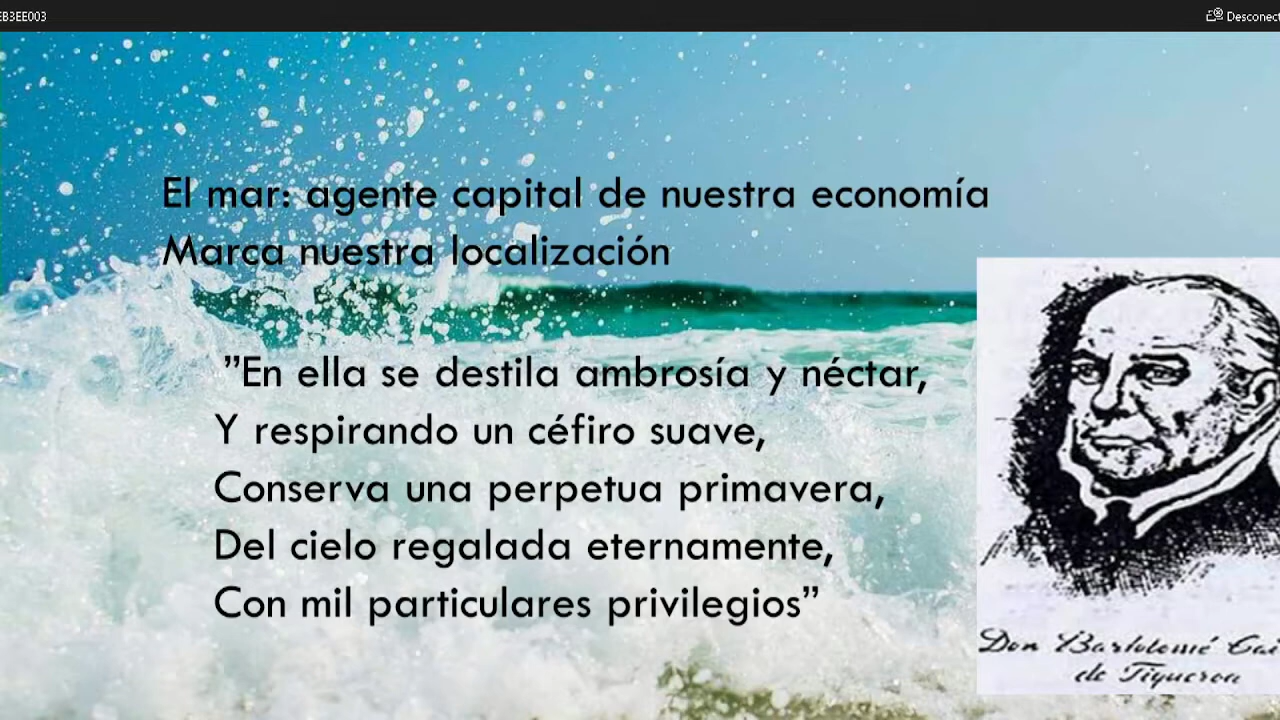 EB3EE003
Desconect
El mar: agente capital de nuestra economía
Marca nuestra localización
”En ella se destila ambrosía y néctar,
Y respirando un céfiro suave,
Conserva una perpetua primavera,
Del cielo regalada eternamente,
Con mil particulares privilegios”
Don Bartolomé Cai
de Figueroa